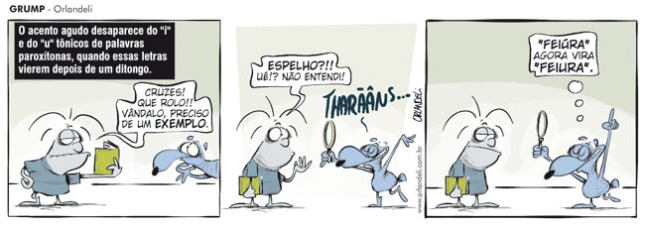 GRUMP - Orlandeli
O acento agudo desaparece do "i"
e do "u" tônicos de palavras
paroxítonas, quando essas letras
vierem depois de um ditongo.
CRUZES!
QUE ROLO!!
VÂNDALO, PRECISO
DE UM EXEMPLO.
ESPELHO?!!
UÉ!? NÃO ENTENDI!
THARÃÃNS...
ORLANDELI
www.orlandeli.com.br
"FEIÚRA"
AGORA VIRA
"FEIURA".